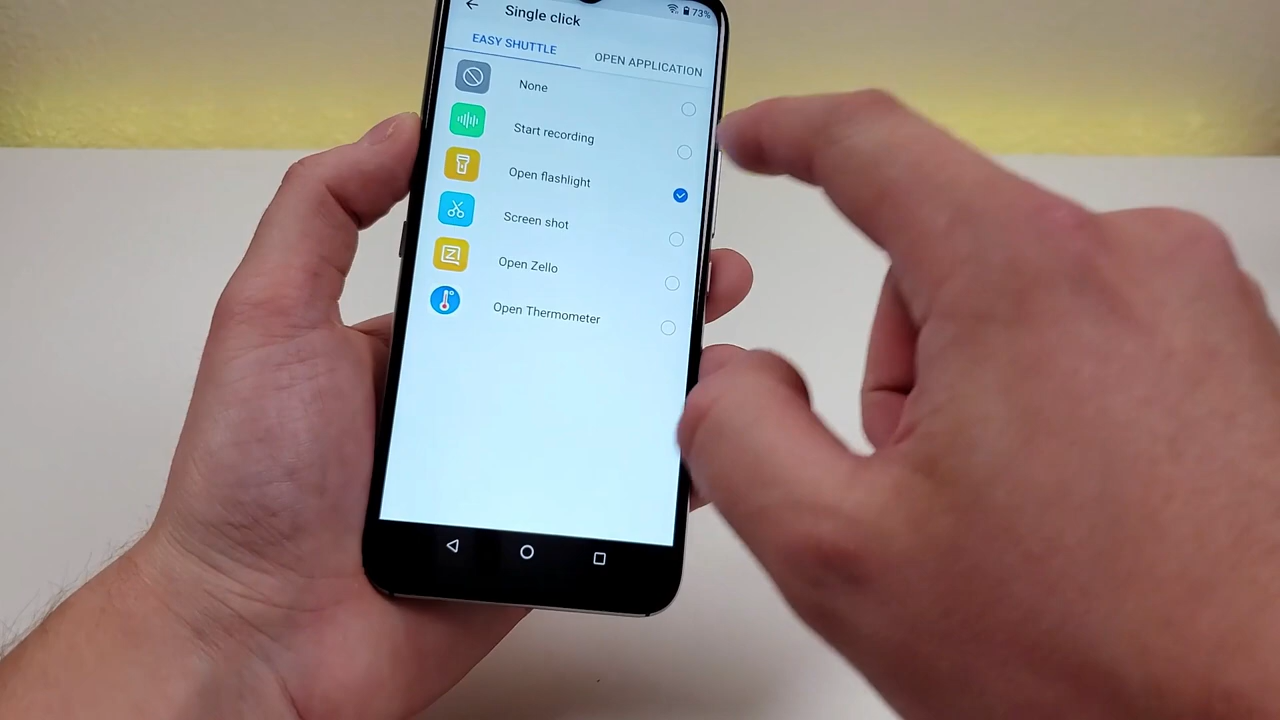 73%
Single click
EASY SHUTTLE
OPEN APPLICATION
None
Start recording
Open flashlight
Screen shot
Open Zello
Open Thermometer